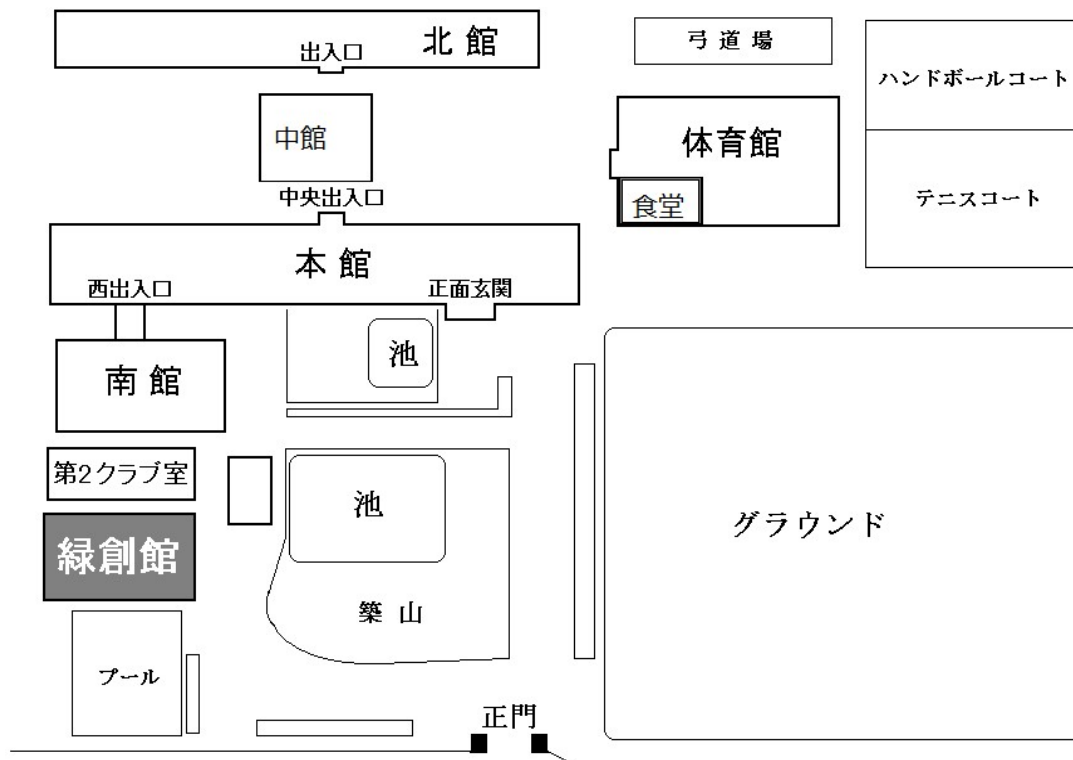 北館
出入口
弓道場
ハンドボールコート
中館
体育館
中央出入口
食堂
テニスコート
本館
西出入口
正面玄関
池
南館
第2クラブ室
池
グラウンド
緑創館
築山
プール
正門